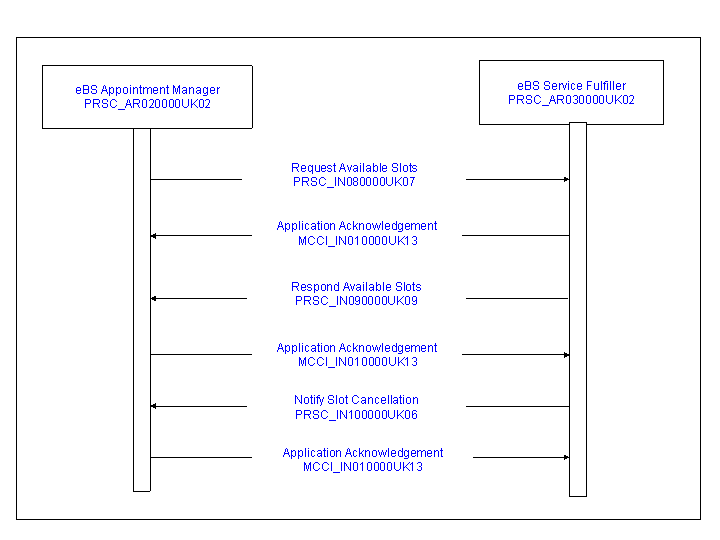 eBS Appointment Manager
PRSC_AR020000UK02
eBS Service Fulfiller
PRSC_AR030000UK02
Request Available Slots
PRSC_IN080000UK07
Application Acknowledgement
MCCI_IN010000UK13
Respond Available Slots
PRSC_IN090000UK09
Application Acknowledgement
MCCI_IN010000UK13
Notify Slot Cancellation
PRSC_IN100000UK06
Application Acknowledgement
MCCI_IN010000UK13